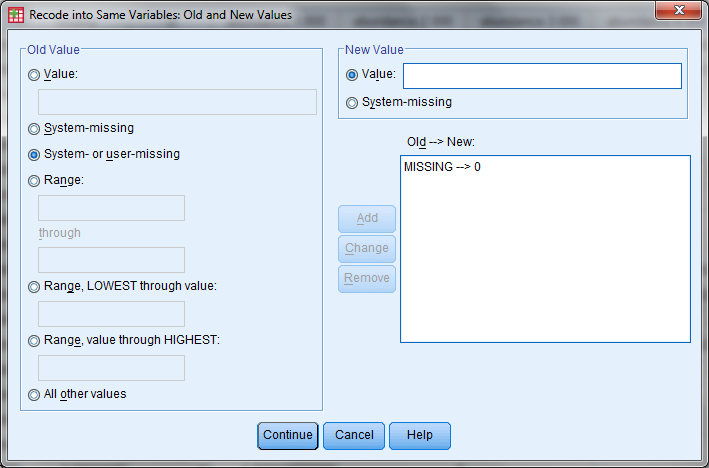 Recode into Same Variables: Old and New Values
Old Value
Value:
System-missing
System- or user-missing
Range:
through
Range, LOWEST through value:
Range, value through HIGHEST:
All other values
New Value
Value:
System-missing
Old --> New:
MISSING --> 0
Add
Change
Remove
Continue
Cancel
Help